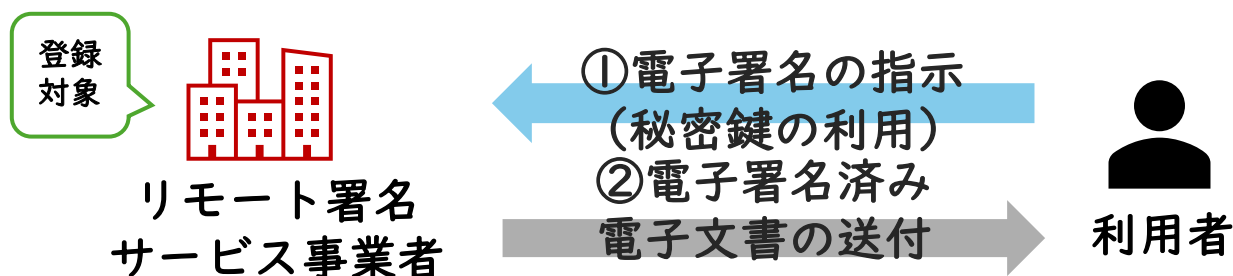 登録
対象
①電子署名の指示
（秘密鍵の利用）
②電子署名済み
電子文書の送付
リモート署名
サービス事業者
利用者